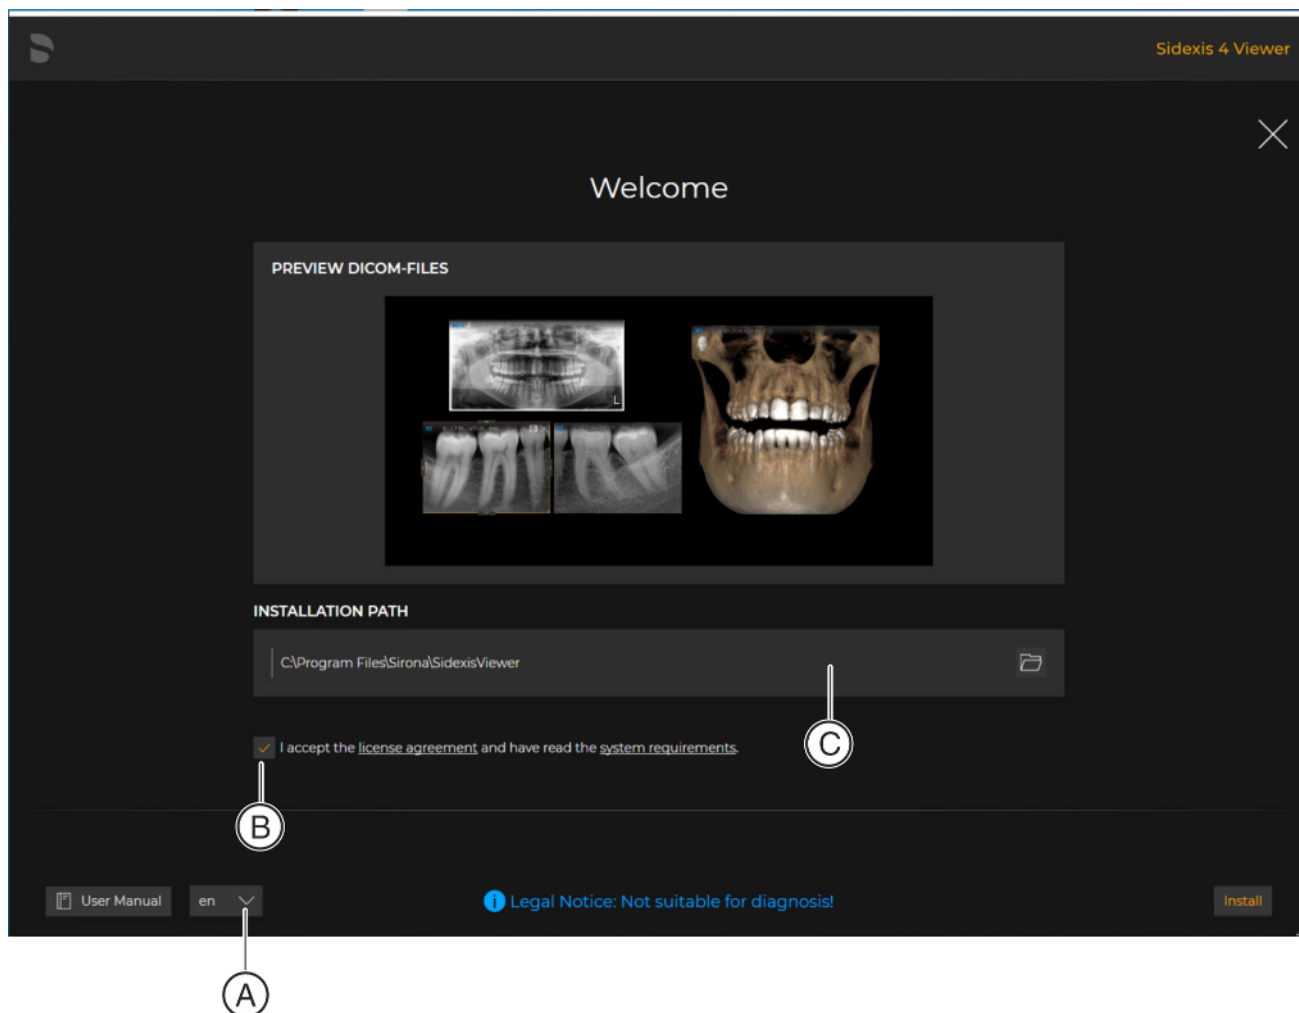 Sidexis 4 Viewer
Welcome
PREVIEW DICOM-FILES
L
INSTALLATION PATH
C:\Program Files\Sirona\SidexisViewer
C
I accept the license agreement and have read the system requirements.
B
User Manual
en
Legal Notice: Not suitable for diagnosis!
Install
A